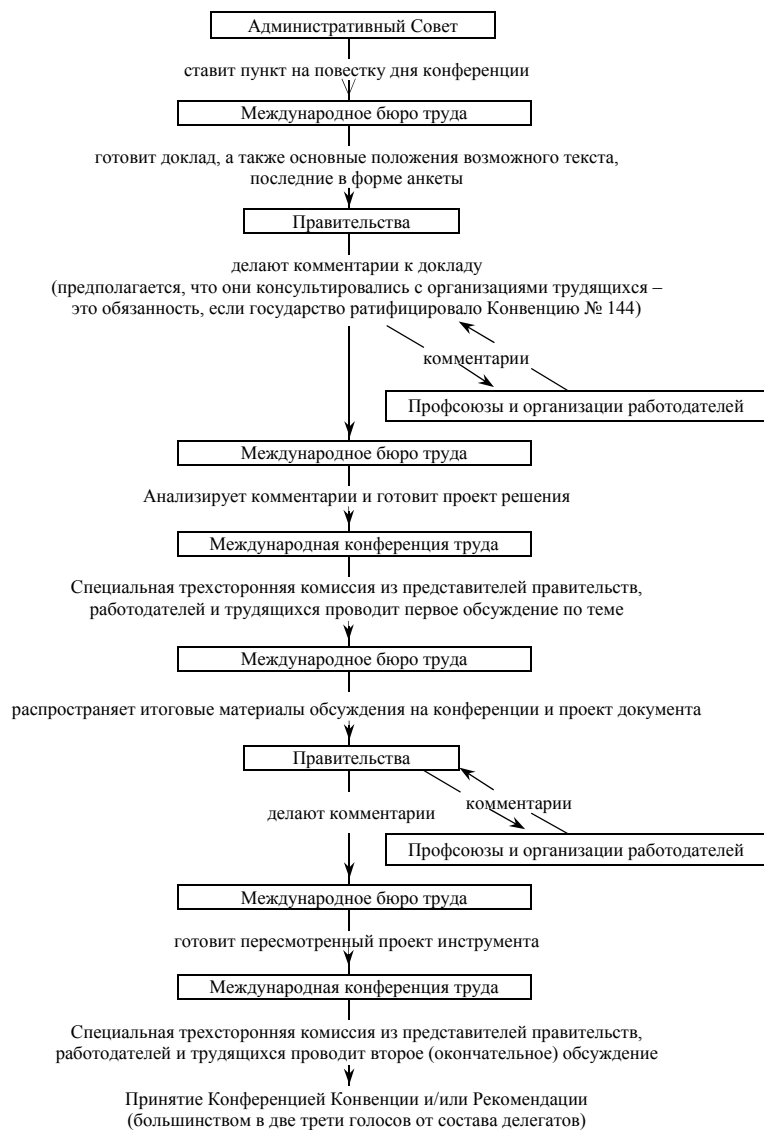 Административный Совет
ставит пункт на повестку дня конференции
Международное бюро труда
готовит доклад, а также основные положения возможного текста,
последние в форме анкеты
Правительства
делают комментарии к докладу
(предполагается, что они консультировались с организациями трудящихся –
это обязанность, если государство ратифицировало Конвенцию № 144)
комментарии
Профсоюзы и организации работодателей
Международное бюро труда
Анализирует комментарии и готовит проект решения
Международная конференция труда
Специальная трехсторонняя комиссия из представителей правительств,
работодателей и трудящихся проводит первое обсуждение по теме
Международное бюро труда
распространяет итоговые материалы обсуждения на конференции и проект документа
Правительства
комментарии
делают комментарии
Профсоюзы и организации работодателей
Международное бюро труда
готовит пересмотренный проект инструмента
Международная конференция труда
Специальная трехсторонняя комиссия из представителей правительств,
работодателей и трудящихся проводит второе (окончательное) обсуждение
Принятие Конференцией Конвенции и/или Рекомендации
(большинством в две трети голосов от состава делегатов)